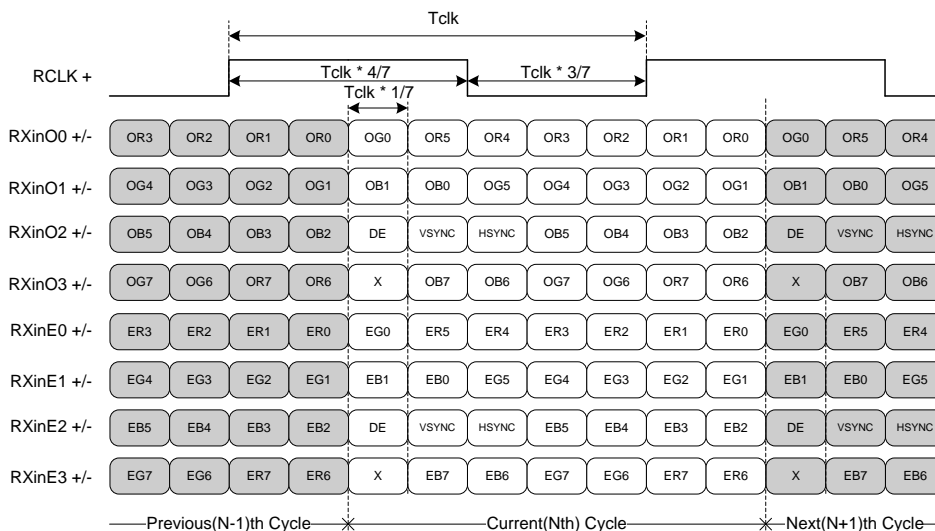 Tclk
RCLK +
Tclk * 4/7 Tclk * 3/7
Tclk * 1/7
RXinO0 +/- OR3 OR2 OR1 OR0 OG0 OR5 OR4 OR3 OR2 OR1 OR0 OG0 OR5 OR4
RXinO1 +/- OG4 OG3 OG2 OG1 OB1 OB0 OG5 OG4 OG3 OG2 OG1 OB1 OB0 OG5
RXinO2 +/- OB5 OB4 OB3 OB2 DE VSYNC HSYNC OB5 OB4 OB3 OB2 DE VSYNC HSYNC
RXinO3 +/- OG7 OG6 OR7 OR6 X OB7 OB6 OG7 OG6 OR7 OR6 X OB7 OB6
RXinE0 +/- ER3 ER2 ER1 ER0 EG0 ER5 ER4 ER3 ER2 ER1 ER0 EG0 ER5 ER4
RXinE1 +/- EG4 EG3 EG2 EG1 EB1 EB0 EG5 EG4 EG3 EG2 EG1 EB1 EB0 EG5
RXinE2 +/- EB5 EB4 EB3 EB2 DE VSYNC HSYNC EB5 EB4 EB3 EB2 DE VSYNC HSYNC
RXinE3 +/- EG7 EG6 ER7 ER6 X EB7 EB6 EG7 EG6 ER7 ER6 X EB7 EB6
Previous(N-1)th Cycle Current(Nth) Cycle Next(N+1)th Cycle